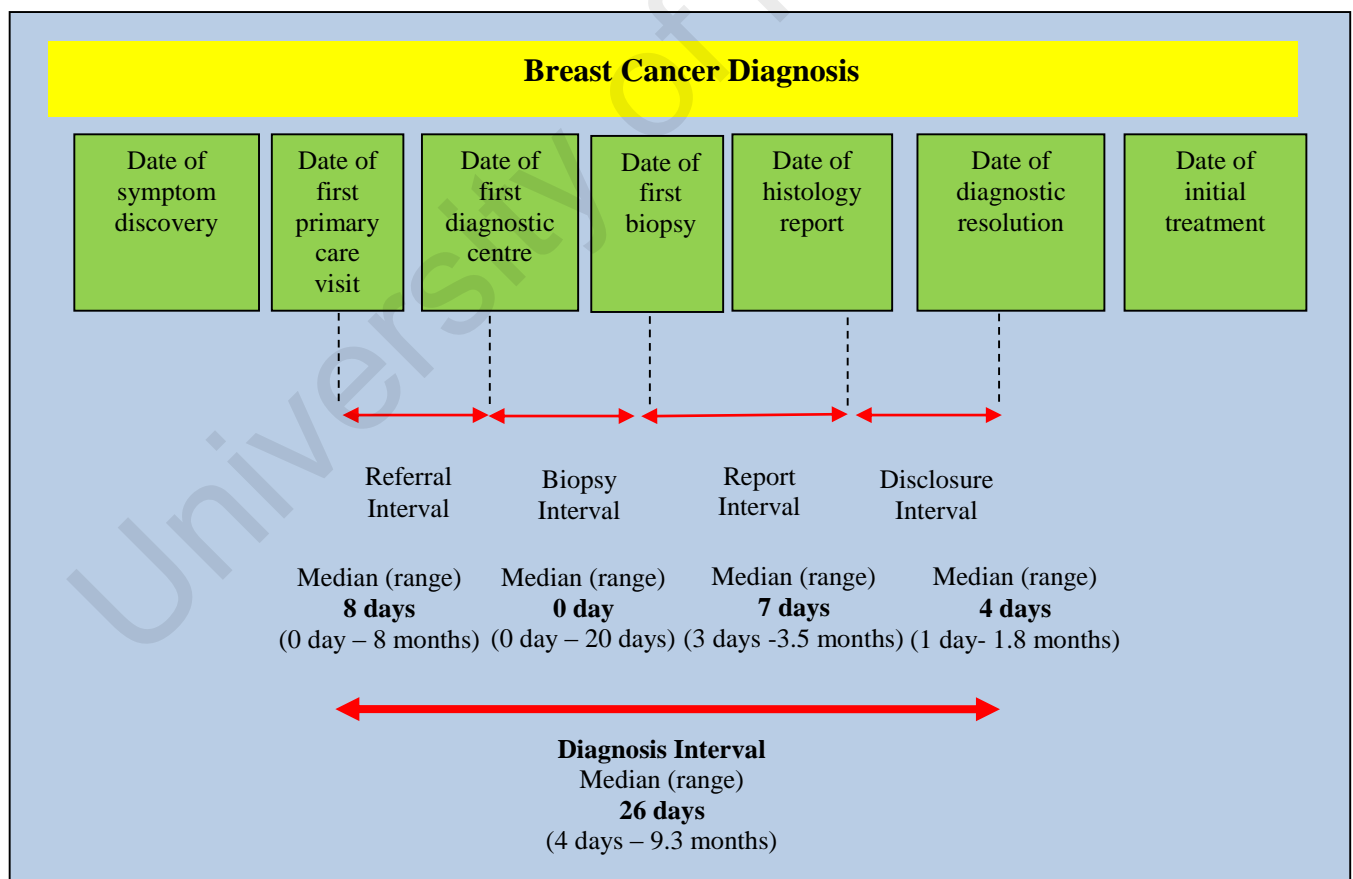 Breast Cancer Diagnosis
Date of
symptom
discovery
Date of
first
primary
care
visit
Date of
first
diagnostic
centre
Date of
first
biopsy
Date of
histology
report
Date of
diagnostic
resolution
Date of
initial
treatment
Referral
Interval
Biopsy
Interval
Report
Interval
Disclosure
Interval
Median (range)
8 days
(0 day – 8 months)
Median (range)
0 day
(0 day – 20 days)
Median (range)
7 days
(3 days -3.5 months)
Median (range)
4 days
(1 day- 1.8 months)
Diagnosis Interval
Median (range)
26 days
(4 days – 9.3 months)
University of